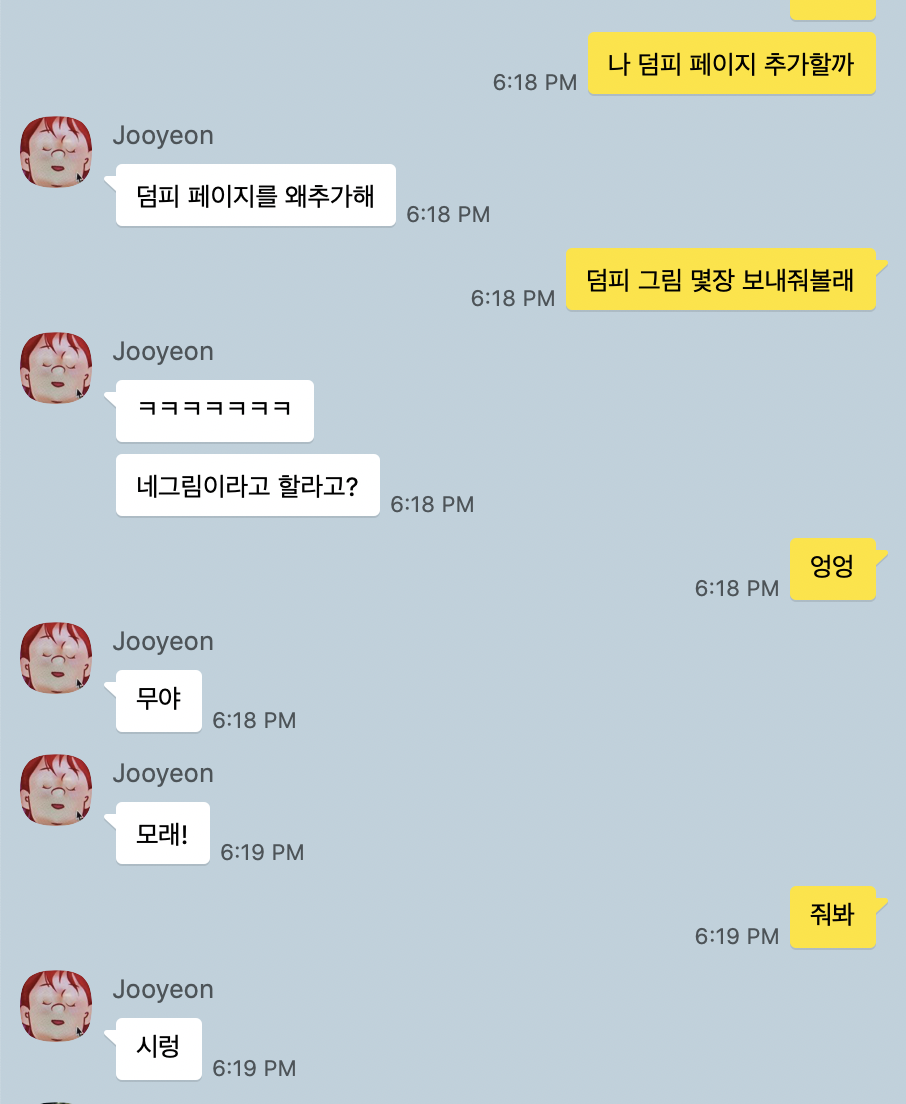 나 덤피 페이지 추가할까
6:18 PM
Jooyeon
덤피 페이지를 왜추가해
6:18 PM
덤피 그림 몇장 보내줘볼래
6:18 PM
Jooyeon
ㅋㅋㅋㅋㅋㅋㅋ
네그림이라고 할라고?
6:18 PM
엉엉
6:18 PM
Jooyeon
무야
6:18 PM
Jooyeon
모래!
6:19 PM
줘봐
6:19 PM
Jooyeon
시렁
6:19 PM